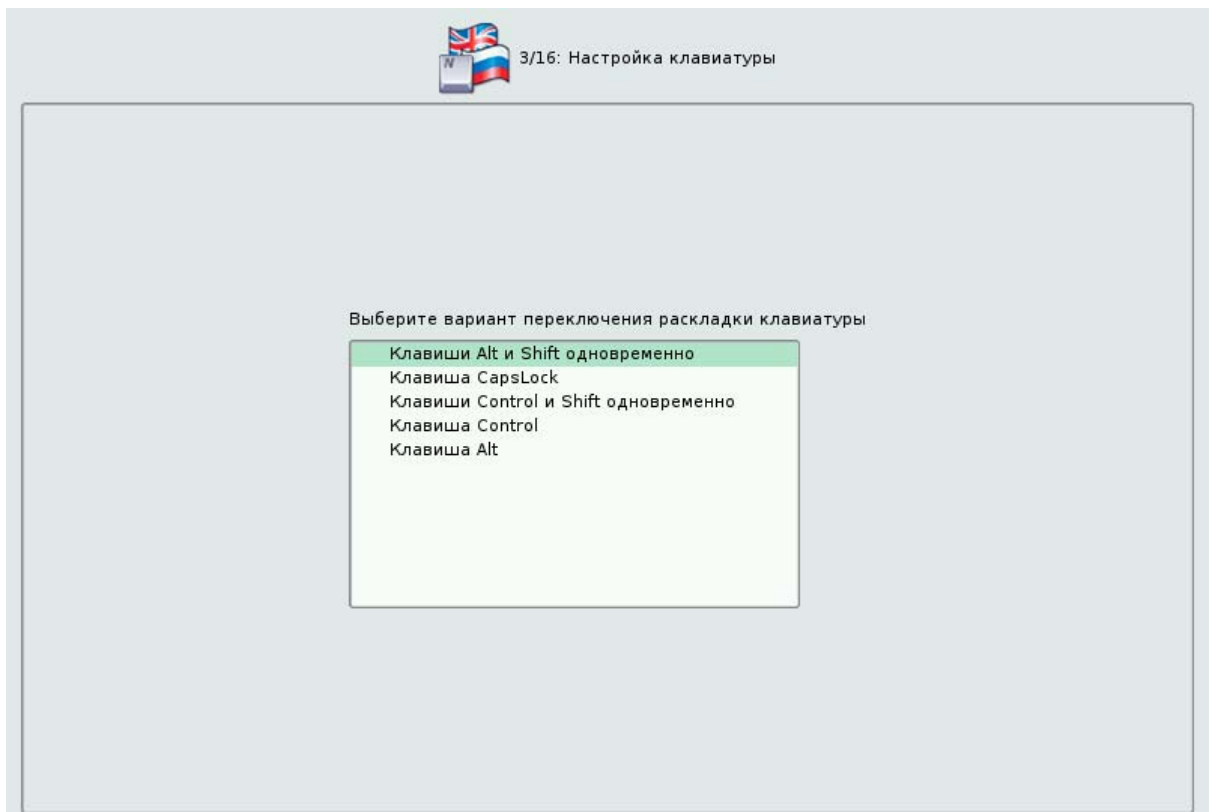 N
3/16: Настройка клавиатуры
Выберите вариант переключения раскладки клавиатуры
Клавиши Alt и Shift одновременно
Клавиша CapsLock
Клавиши Control и Shift одновременно
Клавиша Control
Клавиша Alt